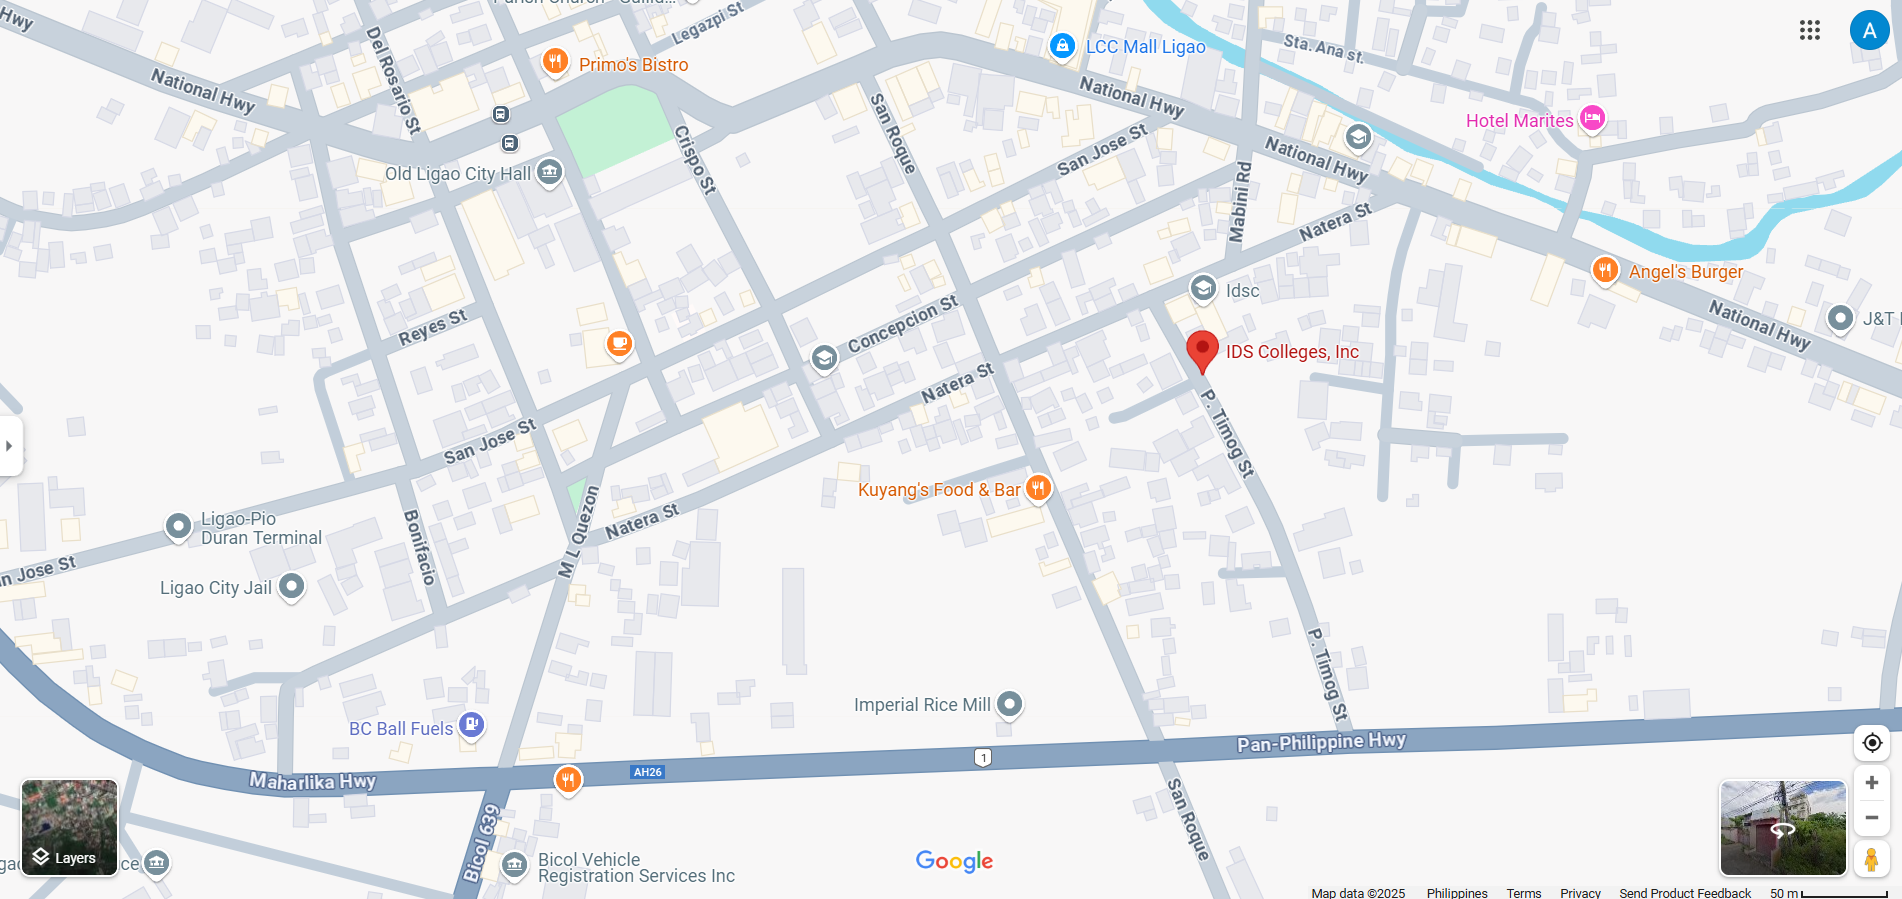 Hwy
Legazpi St
Del Rosario St
LCC Mall Ligao
Sta. Ana st.
A
Primo's Bistro
National Hwy
National Hwy
San Roque
Hotel Marites
Crispo St
San Jose St
National Hwy
Old Ligao City Hall
Mabini Rd
Natera St
Angel's Burger
Idsc
Concepcion St
National Hwy
J&T
Reyes St
IDS Colleges, Inc
Natera St
P. Timog St
San Jose St
Kuyang's Food & Bar
M L Quezon
Natera St
Ligao-Pio
Duran Terminal
Bonifacio
n Jose St
Ligao City Jail
P. Timog St
Imperial Rice Mill
BC Ball Fuels
Pan-Philippine Hwy
1
AH26
Maharlika Hwy
San Roque
Bicol 639
Layers
ce
Bicol Vehicle
Registration Services Inc
Google
Map data ©2025 Philippines Terms Privacy Send Product Feedback 50 m